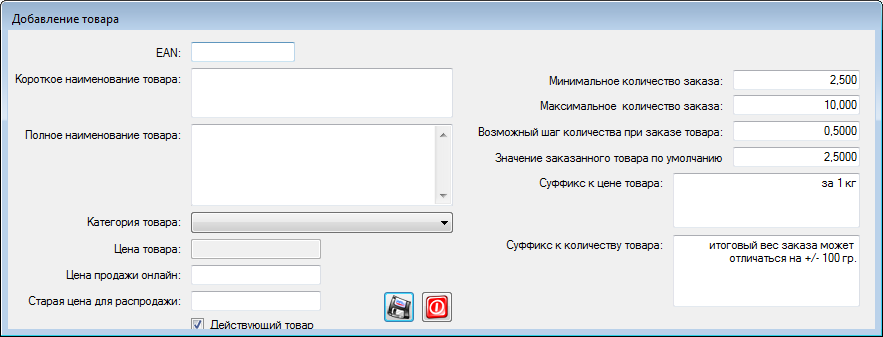 Добавление товара
EAN:
Короткое наименование товара:
Полное наименование товара:
Категория товара:
Цена товара:
Цена продажи онлайн:
Старая цена для распродажи:
Действующий товар
Минимальное количество заказа: 2,500
Максимальное количество заказа: 10,000
Возможный шаг количества при заказе товара: 0,5000
Значение заказанного товара по умолчанию 2,5000
Суффикс к цене товара: за 1 кг
Суффикс к количеству товара: итоговый вес заказа может
отличаться на +/- 100 гр.